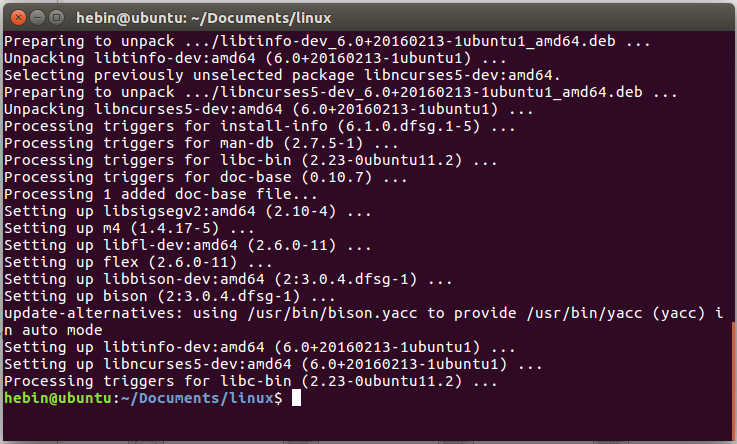 hebin@ubuntu: ~/Documents/linux
Preparing to unpack .../libtinfo-dev_6.0+20160213-1ubuntu1_amd64.deb ...
Unpacking libtinfo-dev:amd64 (6.0+20160213-1ubuntu1) ...
Selecting previously unselected package libncurses5-dev:amd64.
Preparing to unpack .../libncurses5-dev_6.0+20160213-1ubuntu1_amd64.deb ...
Unpacking libncurses5-dev:amd64 (6.0+20160213-1ubuntu1) ...
Processing triggers for install-info (6.1.0.dfsg.1-5) ...
Processing triggers for man-db (2.7.5-1) ...
Processing triggers for libc-bin (2.23-0ubuntu11.2) ...
Processing triggers for doc-base (0.10.7) ...
Processing 1 added doc-base file...
Setting up libsigsegv2:amd64 (2.10-4) ...
Setting up m4 (1.4.17-5) ...
Setting up libfl-dev:amd64 (2.6.0-11) ...
Setting up flex (2.6.0-11) ...
Setting up libbison-dev:amd64 (2:3.0.4.dfsg-1) ...
Setting up bison (2:3.0.4.dfsg-1) ...
update-alternatives: using /usr/bin/bison.yacc to provide /usr/bin/yacc (yacc) i
n auto mode
Setting up libtinfo-dev:amd64 (6.0+20160213-1ubuntu1) ...
Setting up libncurses5-dev:amd64 (6.0+20160213-1ubuntu1) ...
Processing triggers for libc-bin (2.23-0ubuntu11.2) ...
hebin@ubuntu:~/Documents/linux$